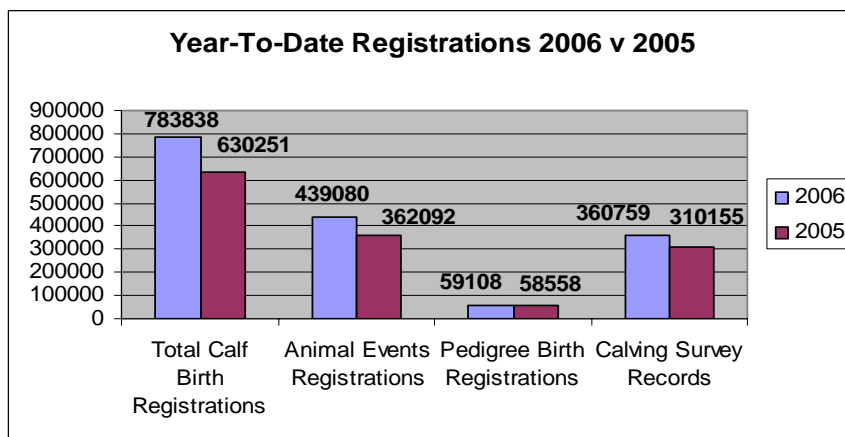 Year-To-Date Registrations 2006 v 2005
900000
800000
700000
600000
500000
400000
300000
200000
100000
0
783838
630251
439080
362092
59108
58558
360759
310155
Total Calf
Birth
Registrations
Animal Events
Registrations
Pedigree Birth
Registrations
Calving Survey
Records
2006
2005